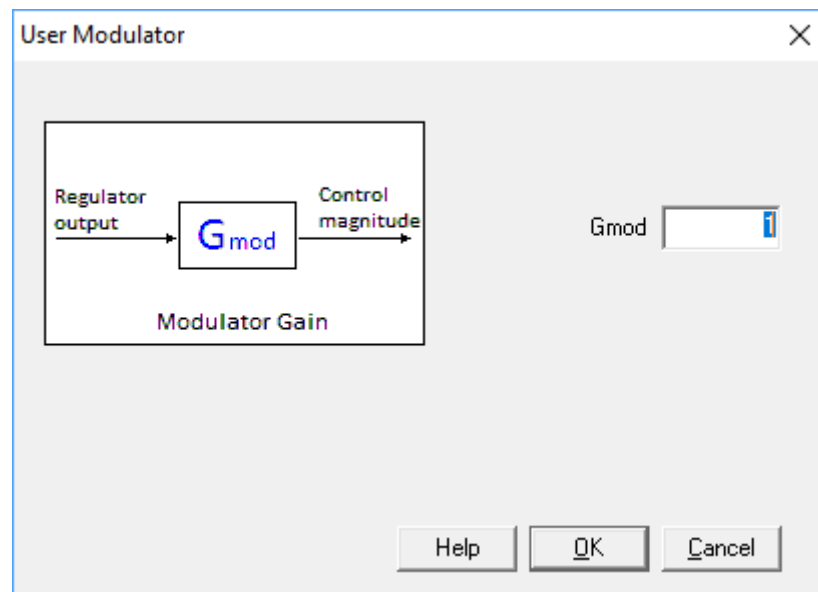 User Modulator
Regulator
output
Gmod
Control
magnitude
Modulator Gain
Gmod 1
Help OK Cancel